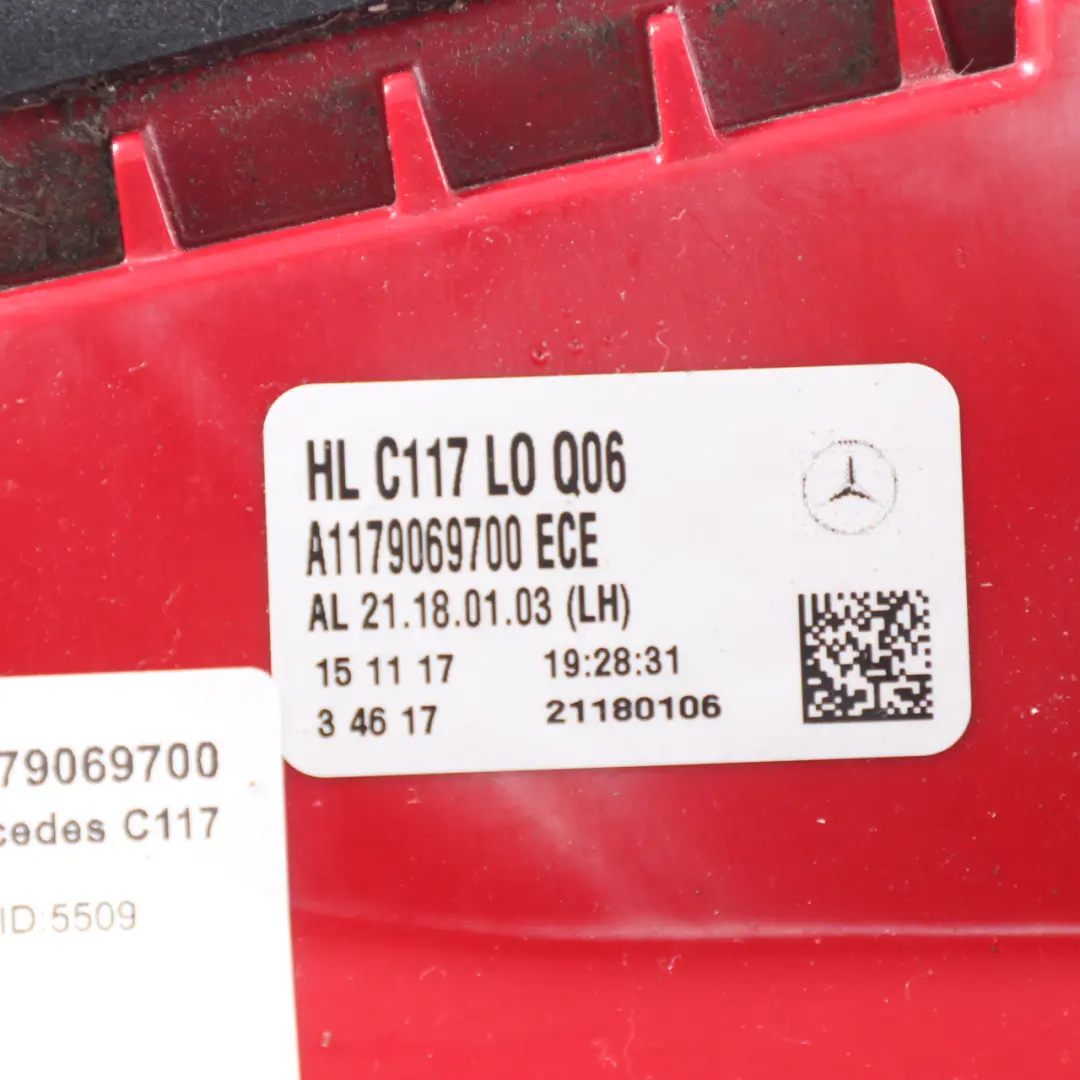 HL C117 LO Q06
A1179069700 ECE
AL 21.18.01.03 (LH)
15 11 17 19:28:31
3 46 17 21180106
79069700
cedes C117
ID:5509